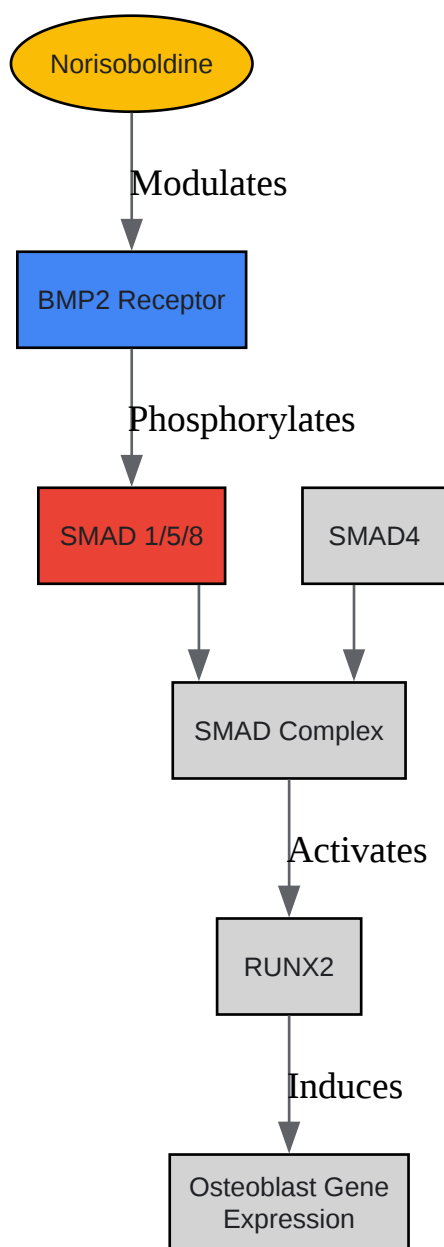 Norisoboldine
Modulates
BMP2 Receptor
Phosphorylates
SMAD 1/5/8
SMAD4
SMAD Complex
Activates
RUNX2
Induces
Osteoblast Gene
Expression